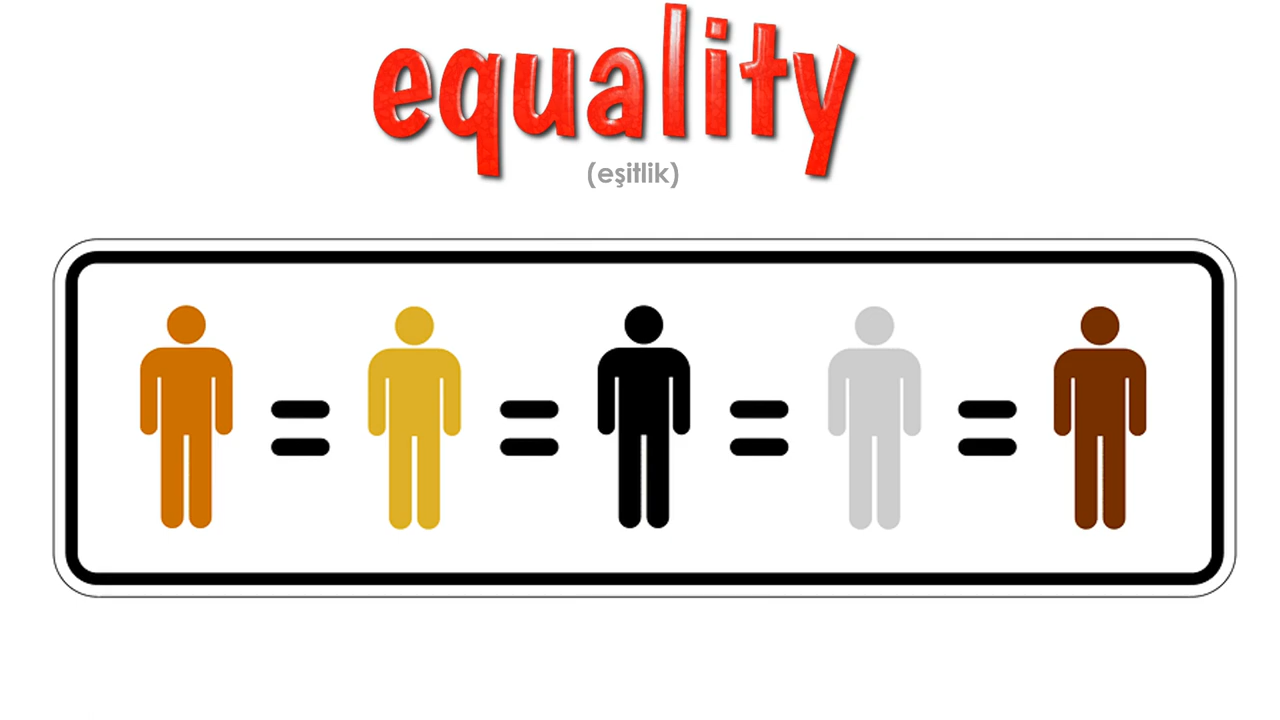 equality
(eşitlik)
= = = =